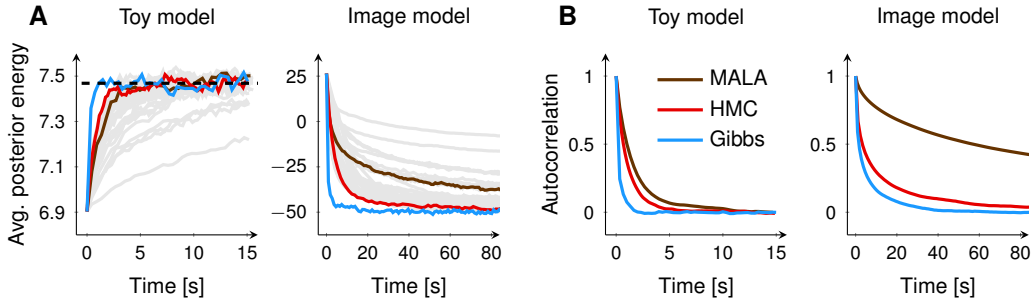 A
Toy model
Image model
Avg. posterior energy
7.5
7.3
7.1
6.9
0
5
10
15
Time [s]
25
0
−25
−50
0
20
40
60
80
Time [s]
B
Toy model
Image model
Autocorrelation
1
0.5
0
MALA
HMC
Gibbs
0
5
10
15
Time [s]
1
0.5
0
0
20
40
60
80
Time [s]